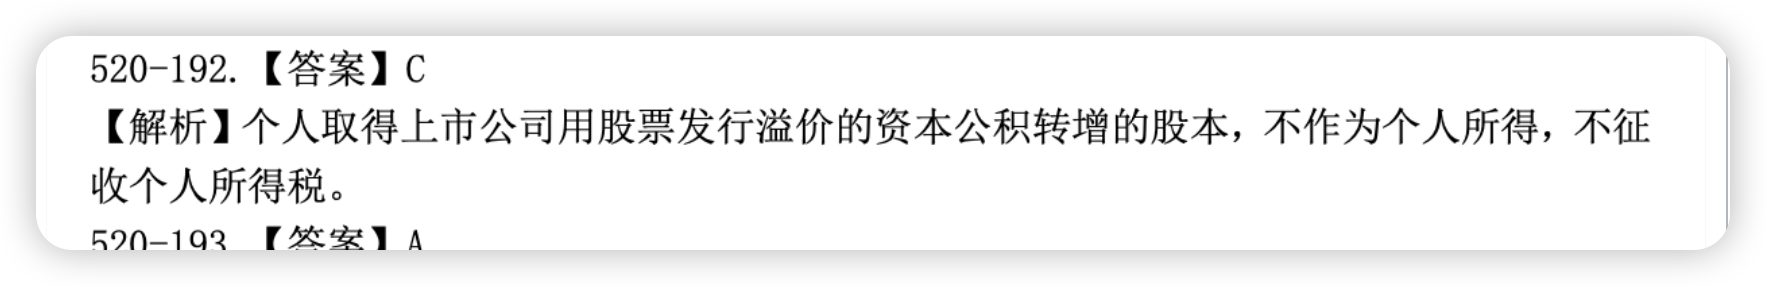 520-192.【答案】C
【解析】个人取得上市公司用股票发行溢价的资本公积转增的股本，不作为个人所得，不征
收个人所得税。
520-193.【答案】A